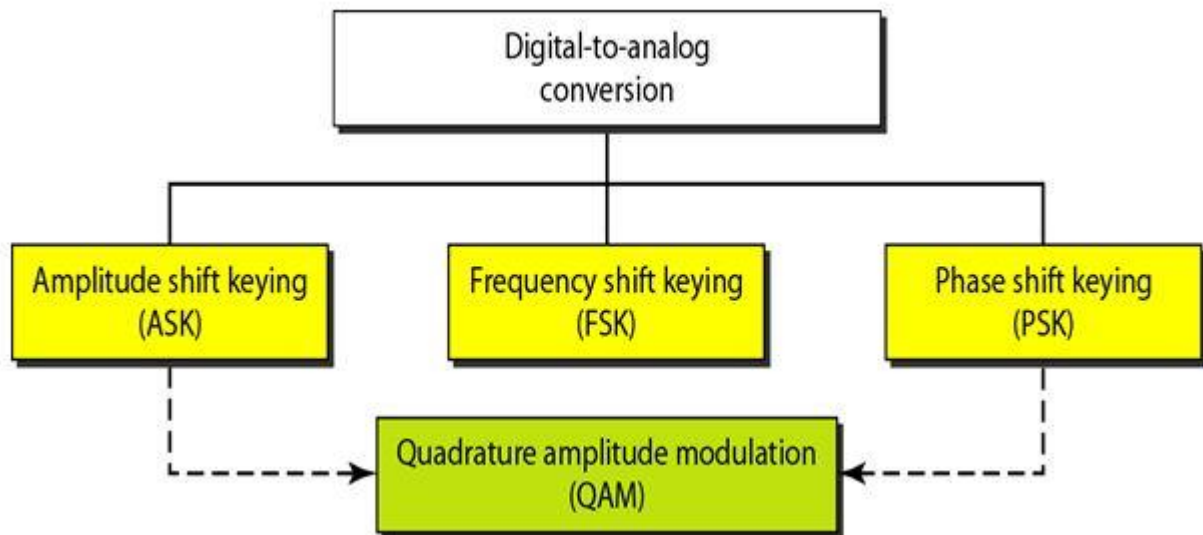 Digital-to-analog
conversion
Amplitude shift keying
(ASK)
Frequency shift keying
(FSK)
Phase shift keying
(PSK)
Quadrature amplitude modulation
(QAM)